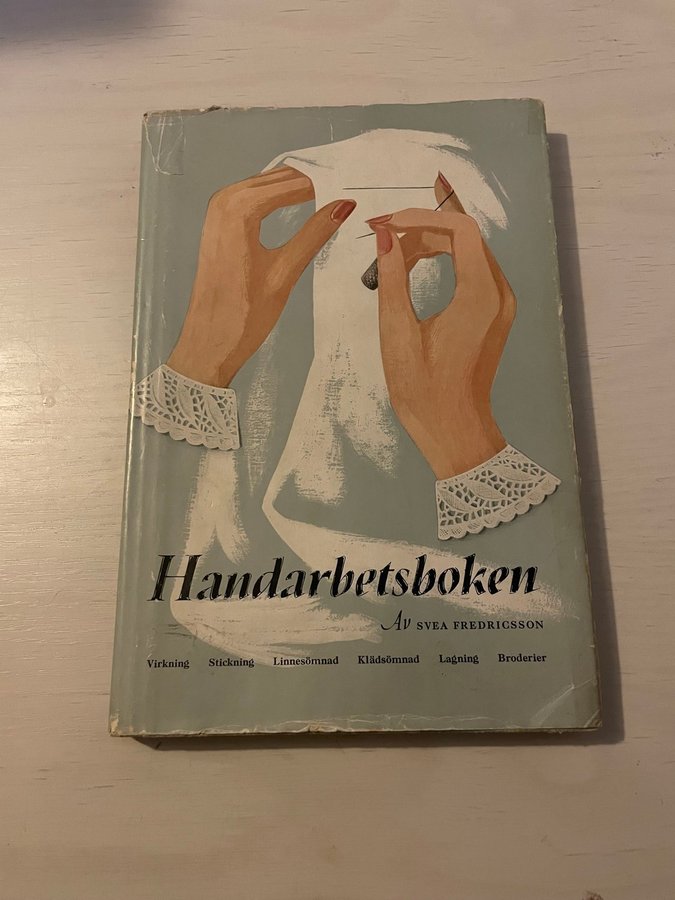 Handarbetsboken
Av SVEA FREDRICSSON
Virkning Stickning Linnesömnad Klädsömnad Lagning Broderier